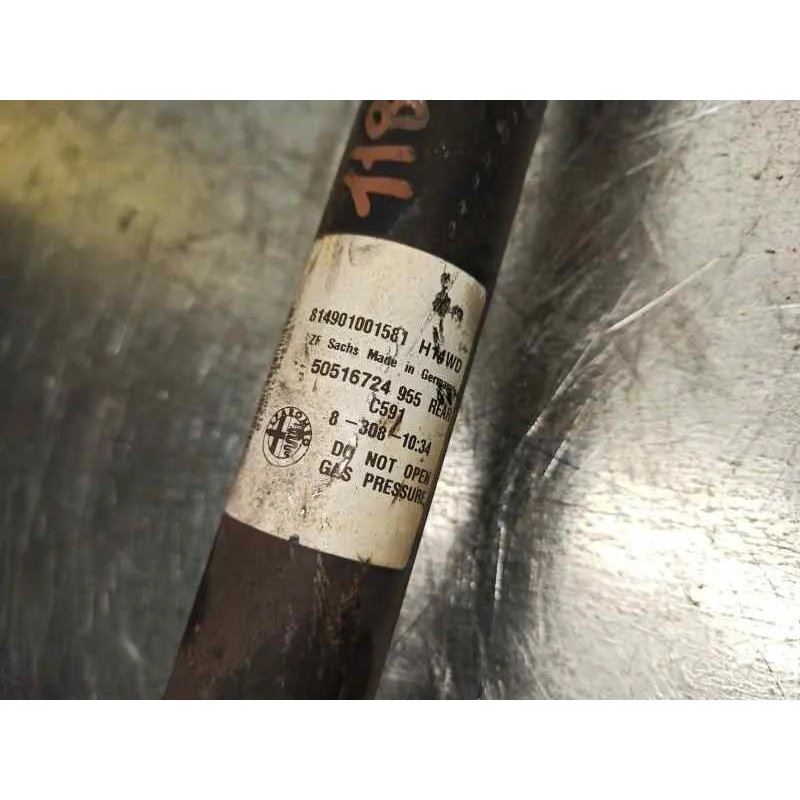 118
814901001581 H14WD
ZF Sachs Made in Germany
50516724 955 REAR
C591
8-308-10:34
DO NOT OPEN
GAS PRESSURE